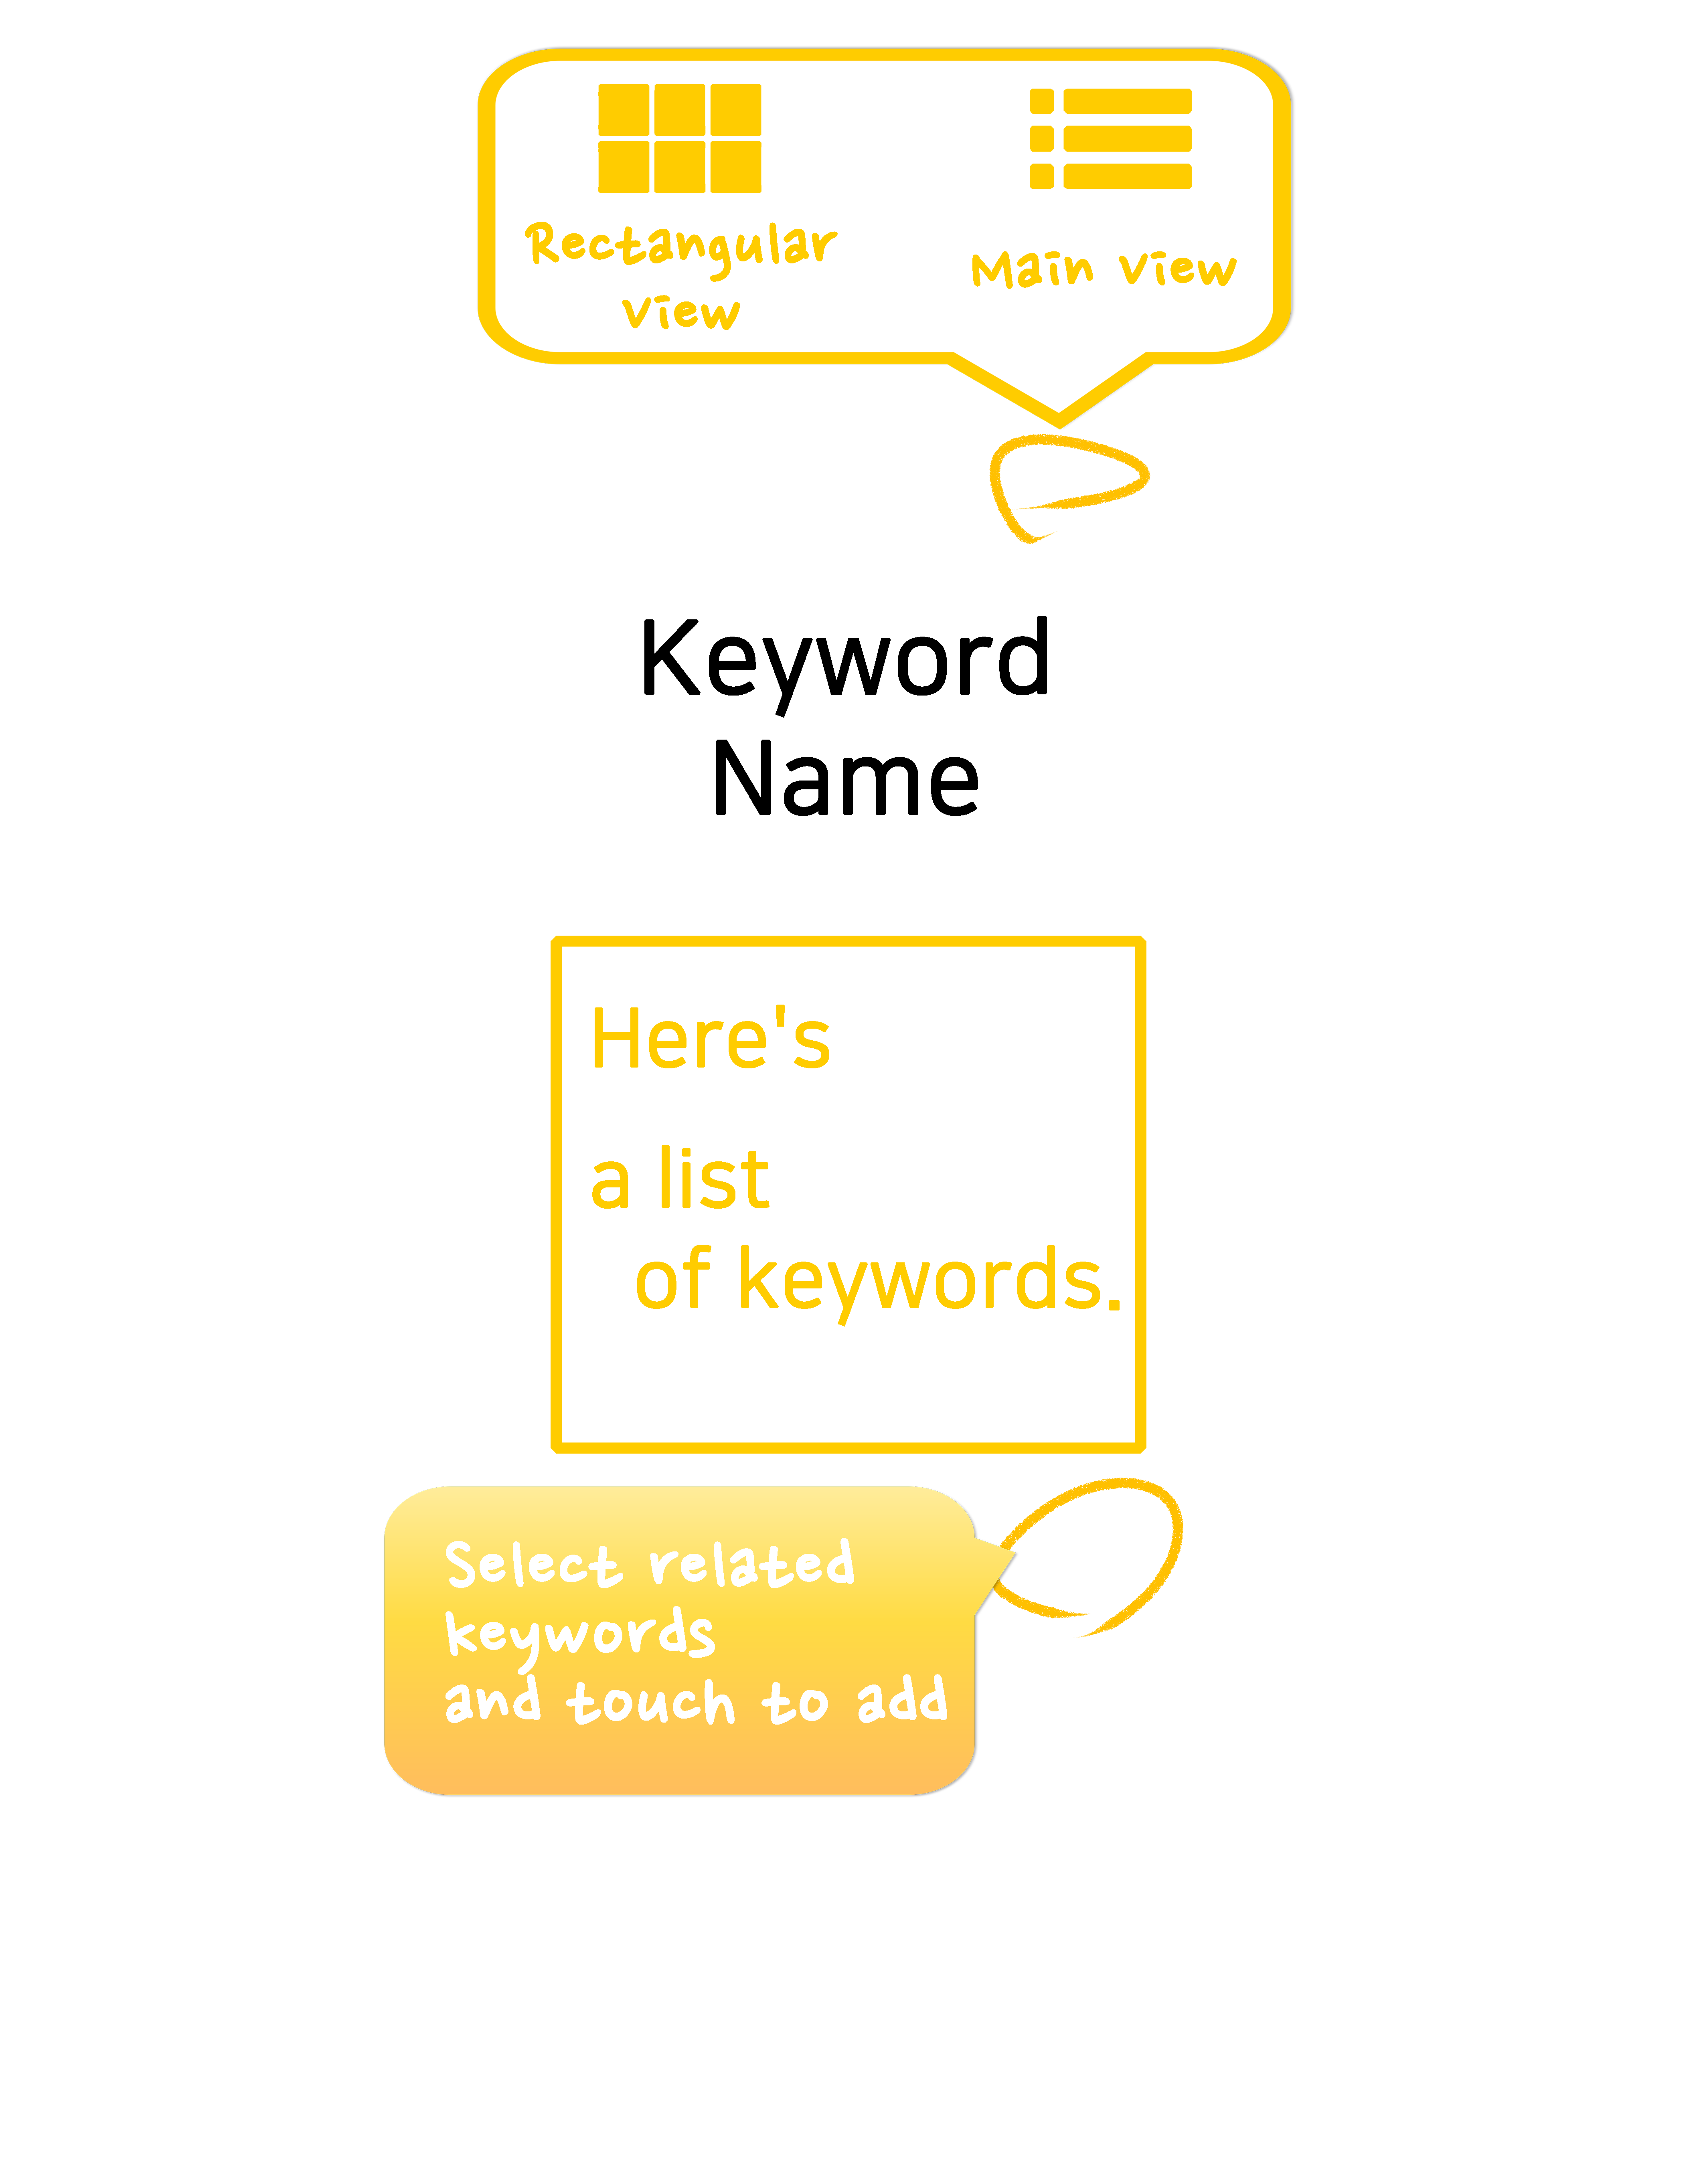 Rectangular
view
Main view
Keyword
Name
Here's
a list
of keywords.
Select related
keywords
and touch to add